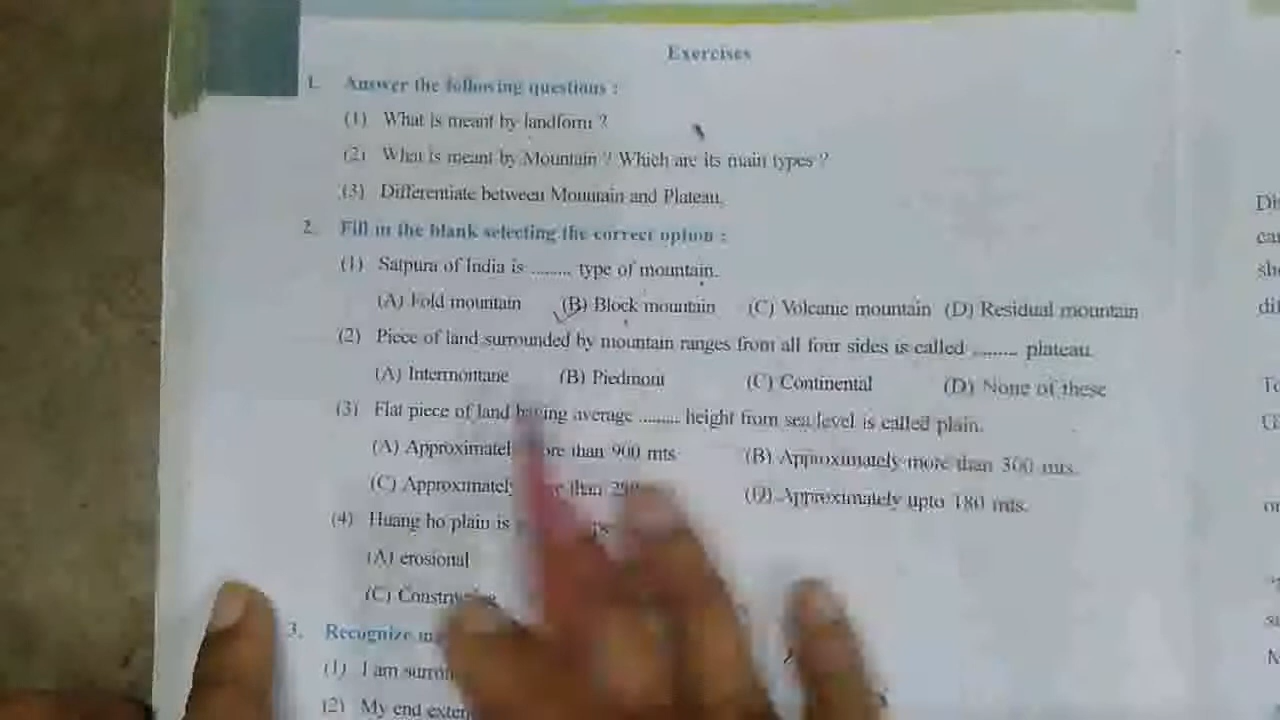 Exercises
1. Answer the following questions :
(1) What is meant by landform ?
(2) What is meant by Mountain ? Which are its main types ?
(3) Differentiate between Mountain and Plateau.
2. Fill in the blank selecting the correct option :
(1) Satpura of India is ........ type of mountain.
(A) Fold mountain (B) Block mountain (C) Volcanic mountain (D) Residual mountain
(2) Piece of land surrounded by mountain ranges from all four sides is called ........ plateau.
(A) Intermontane (B) Piedmont (C) Continental (D) None of these
(3) Flat piece of land having average ........ height from sea level is called plain.
(A) Approximately more than 900 mts (B) Approximately more than 300 mts.
(C) Approximately than (D) Approximately upto 180 mts.
(4) Huang ho plain is
(A) erosional
(C)
3. Recognize
(1) I am
(2) My end